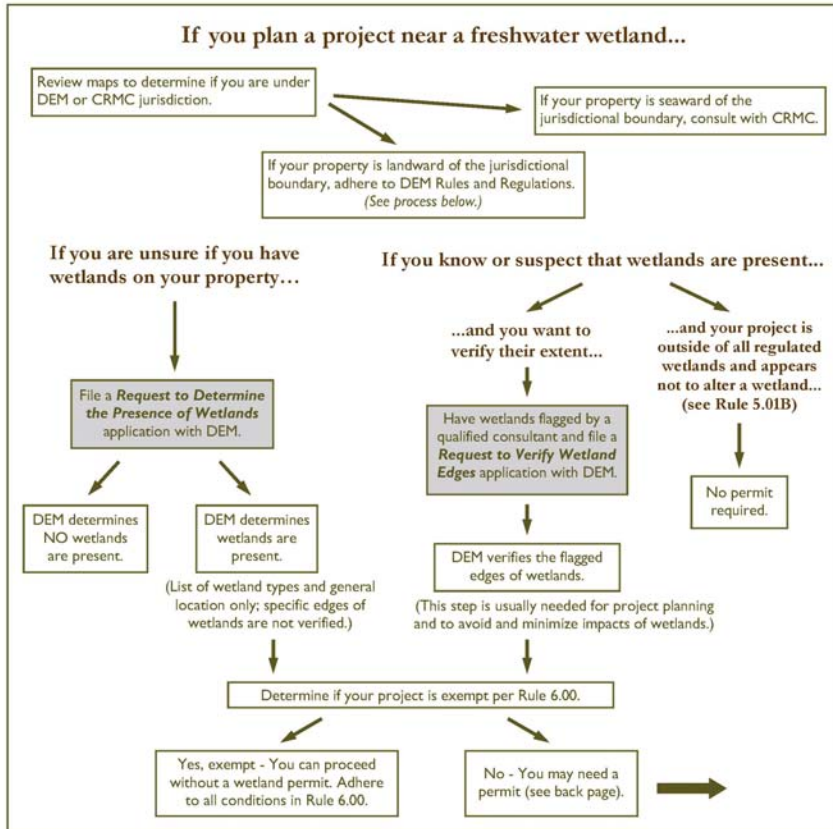 If you plan a project near a freshwater wetland...
Review maps to determine if you are under
DEM or CRMC jurisdiction.
If your property is seaward of the
jurisdictional boundary, consult with CRMC.
If your property is landward of the jurisdictional
boundary, adhere to DEM Rules and Regulations.
(See process below.)
If you are unsure if you have
wetlands on your property…
File a Request to Determine
the Presence of Wetlands
application with DEM.
DEM determines
NO wetlands
are present.
DEM determines
wetlands are
present.
(List of wetland types and general
location only; specific edges of
wetlands are not verified.)
If you know or suspect that wetlands are present...
...and you want to
verify their extent...
Have wetlands flagged by a
qualified consultant and file a
Request to Verify Wetland
Edges application with DEM.
DEM verifies the flagged
edges of wetlands.
(This step is usually needed for project planning
and to avoid and minimize impacts of wetlands.)
...and your project is
outside of all regulated
wetlands and appears
not to alter a wetland...
(see Rule 5.01B)
No permit
required.
Determine if your project is exempt per Rule 6.00.
Yes, exempt - You can proceed
without a wetland permit. Adhere
to all conditions in Rule 6.00.
No - You may need a
permit (see back page).